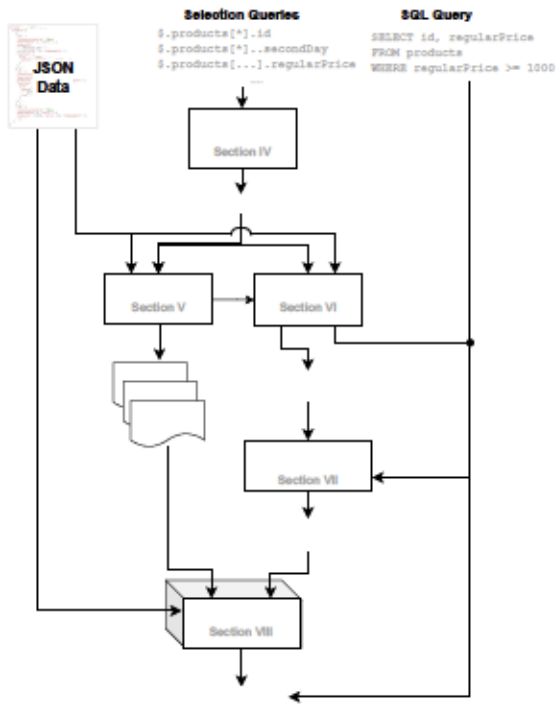 Selection Queries
$.products[*].id
$.products[*]..secondDay
$.products[...].regularPrice
....
SQL Query
SELECT id, regularPrice
FROM products
WHERE regularPrice >= 1000
JSON
Data
Section IV
Section V
Section VI
Section VII
Section VIII